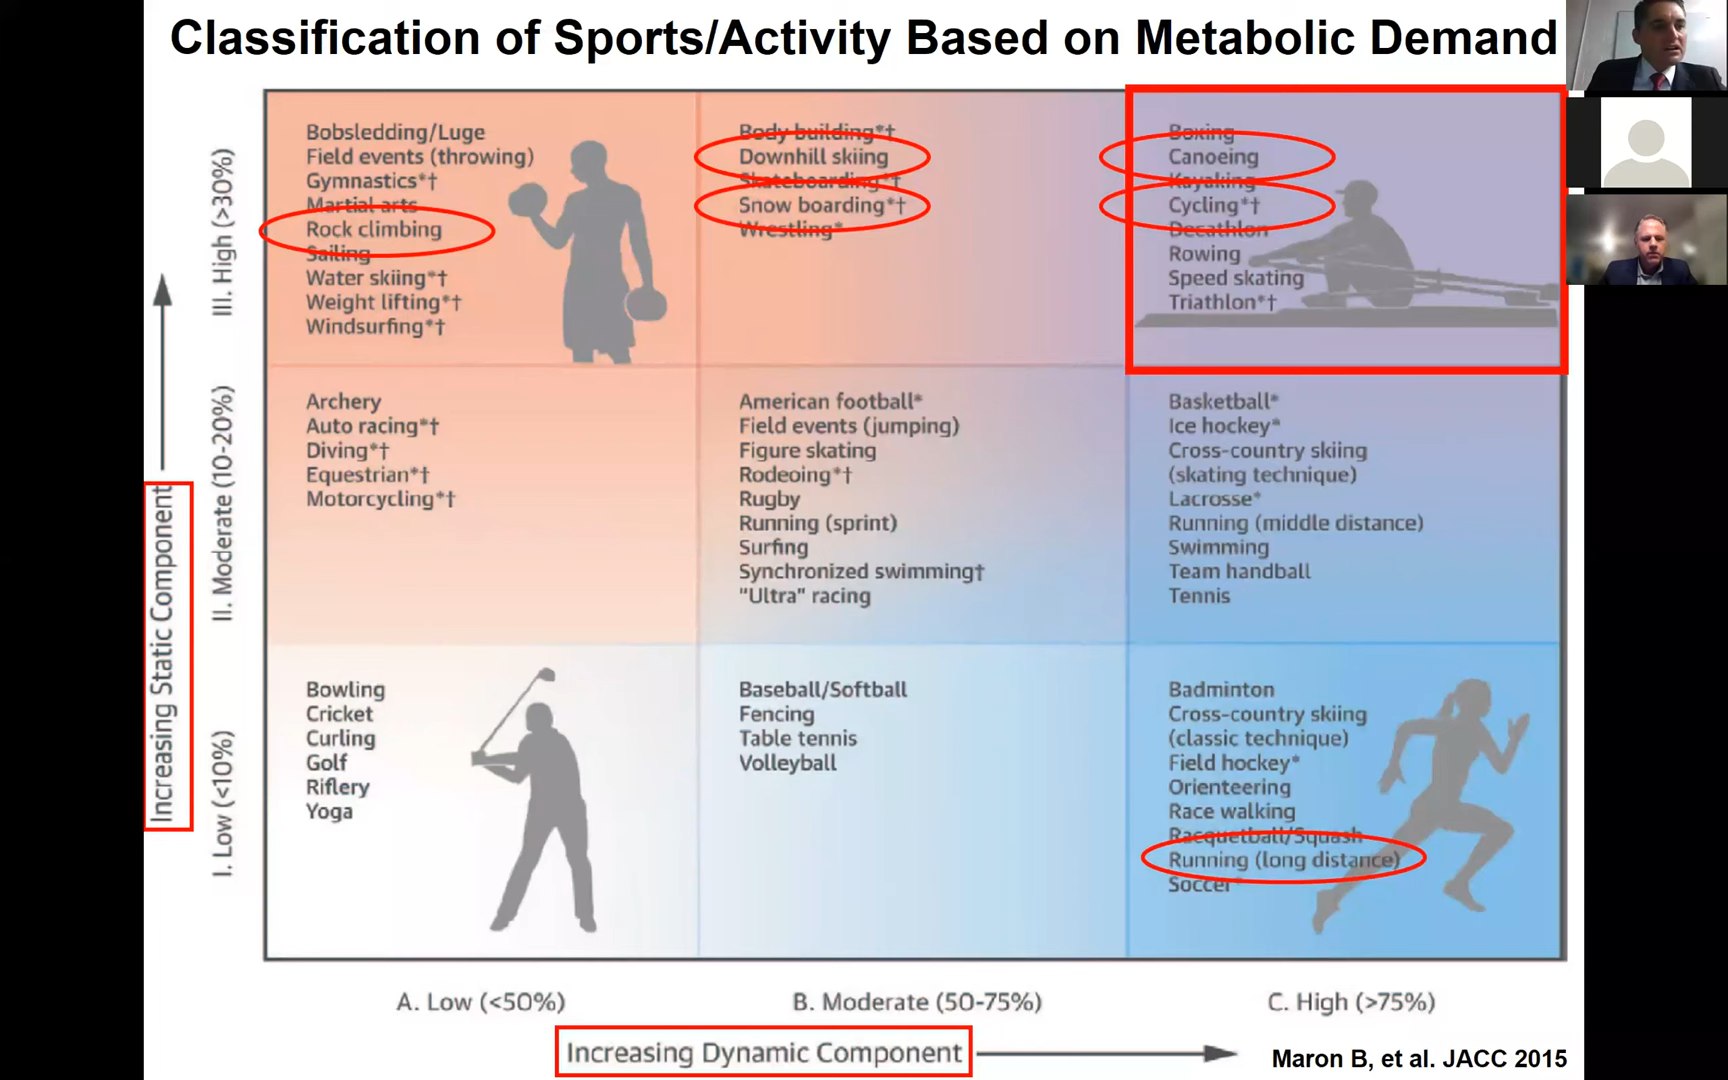 Classification of Sports/Activity Based on Metabolic Demand
Increasing Static Component
III. High (>30%)
Bobsledding/Luge
Field events (throwing)
Gymnastics*†
Martial arts
Rock climbing
Sailing
Water skiing*†
Weight lifting*†
Windsurfing*†
Body building*†
Downhill skiing
Skateboarding*†
Snow boarding*†
Wrestling*
Boxing
Canoeing
Kayaking
Cycling*†
Decathlon
Rowing
Speed skating
Triathlon*†
II. Moderate (10-20%)
Archery
Auto racing*†
Diving*†
Equestrian*†
Motorcycling*†
American football*
Field events (jumping)
Figure skating
Rodeoing*†
Rugby
Running (sprint)
Surfing
Synchronized swimming†
"Ultra" racing
Basketball*
Ice hockey*
Cross-country skiing
(skating technique)
Lacrosse*
Running (middle distance)
Swimming
Team handball
Tennis
I. Low (<10%)
Bowling
Cricket
Curling
Golf
Riflery
Yoga
Baseball/Softball
Fencing
Table tennis
Volleyball
Badminton
Cross-country skiing
(classic technique)
Field hockey*
Orienteering
Race walking
Racquetball/Squash
Running (long distance)
Soccer*
A. Low (<50%)
B. Moderate (50-75%)
C. High (>75%)
Increasing Dynamic Component
Maron B, et al. JACC 2015